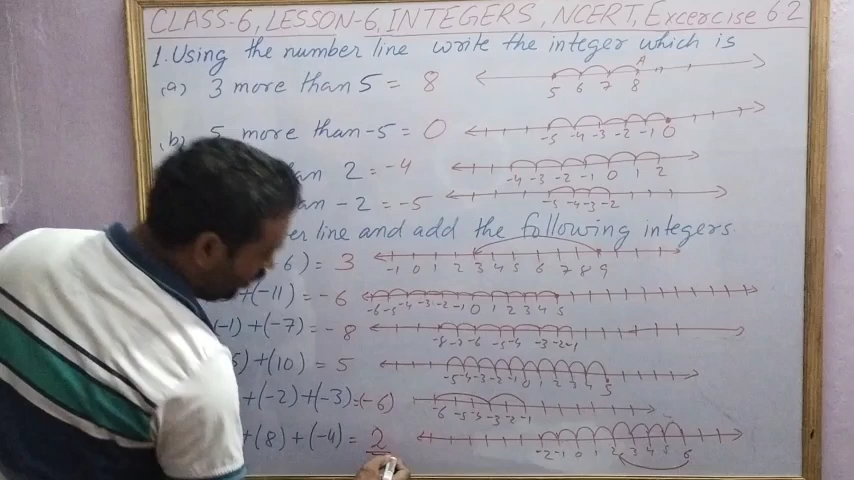 CLASS-6, LESSON-6, INTEGERS, NCERT, Excercise 6 2
1. Using the number line write the integer which is
(a) 3 more than 5 = 8
5 6 7 8 A
(b) 5 more than -5 = 0
-5 -4 -3 -2 -1 0
2 = -4
-4 -3 -2 -1 0 1 2
-2 = -5
-5 -4 -3 -2
line and add the following integers.
6) = 3
-1 0 1 2 3 4 5 6 7 8 9
+(-11) = -6
-6 -5 -4 -3 -2 -1 0 1 2 3 4 5
(-1) + (-7) = -8
-8 -7 -6 -5 -4 -3 -2 -1
5) + (10) = 5
-5 -4 -3 -2 -1 0 1 2 3 4 5
+ (-2) + (-3) = (-6)
-6 -5 -4 -3 -2 -1
+ (8) + (-4) = 2
-2 -1 0 1 2 3 4 5 6